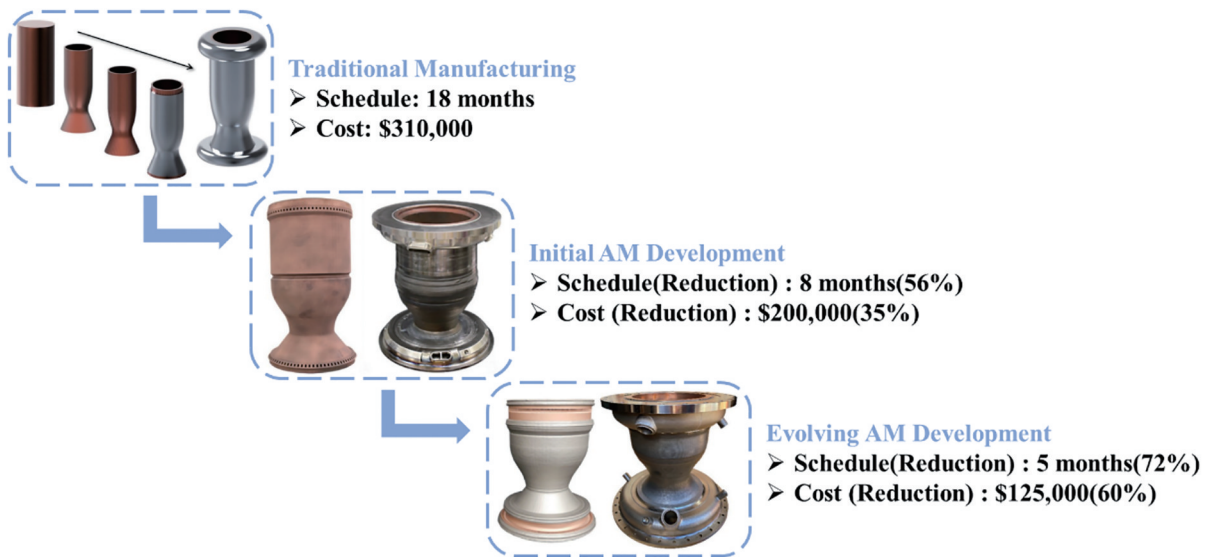 Traditional Manufacturing
➢ Schedule: 18 months
➢ Cost: $310,000
Initial AM Development
➢ Schedule(Reduction) : 8 months(56%)
➢ Cost (Reduction) : $200,000(35%)
Evolving AM Development
➢ Schedule(Reduction) : 5 months(72%)
➢ Cost (Reduction) : $125,000(60%)